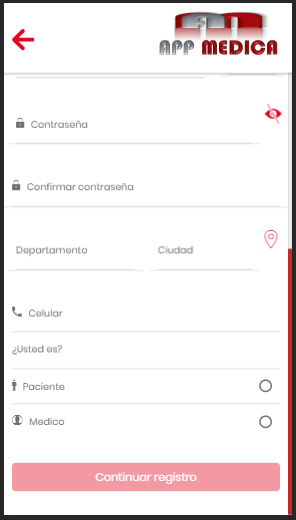 APP MEDICA
Contraseña
Confirmar contraseña
Departamento Ciudad
Celular
¿Usted es?
Paciente
Medico
Continuar registro